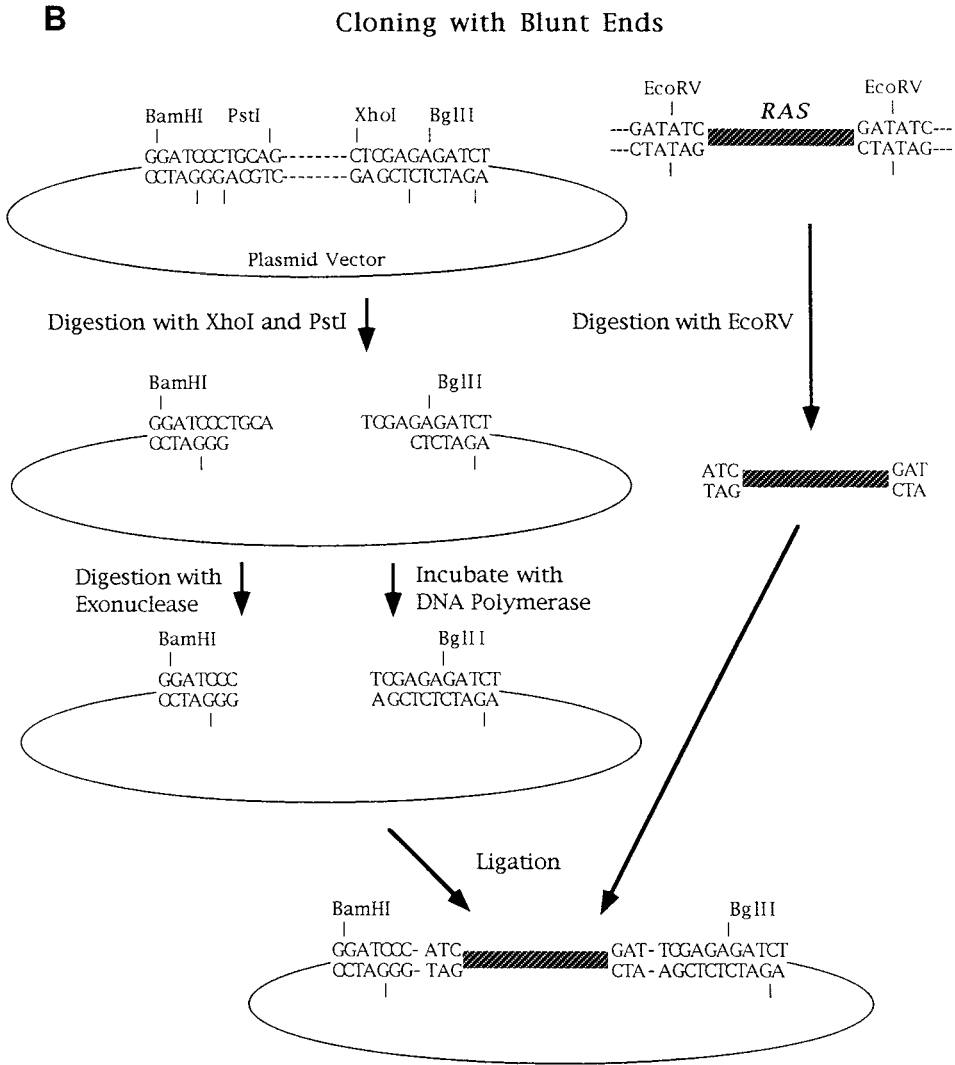 B
Cloning with Blunt Ends
BamHI PstI XhoI BglII
GGATCCCTGCAG-------CTCGAGAGATCT
CCTAGGGACGTC-------GAGCTCTCTAGA
Plasmid Vector
EcoRV RAS EcoRV
---GATATC GATATC---
---CTATAG CTATAG---
Digestion with XhoI and PstI
Digestion with EcoRV
BamHI BglII
GGATCCCTGCA TCGAGAGATCT
CCTAGGG CTCTAGA
ATC GAT
TAG CTA
Digestion with
Exonuclease
Incubate with
DNA Polymerase
BamHI BglII
GGATCCC TCGAGAGATCT
CCTAGGG AGCTCTCTAGA
Ligation
BamHI BglII
GGATCCC- ATC GAT- TCGAGAGATCT
CCTAGGG- TAG CTA- AGCTCTCTAGA